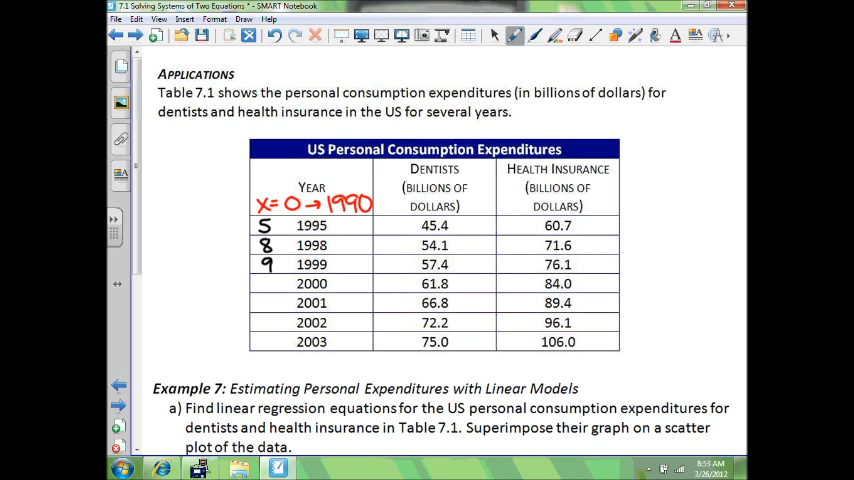 7.1 Solving Systems of Two Equations * - SMART Notebook
File Edit View Insert Format Draw Help
APPLICATIONS
Table 7.1 shows the personal consumption expenditures (in billions of dollars) for
dentists and health insurance in the US for several years.
US Personal Consumption Expenditures
YEAR
x= 0 → 1990
DENTISTS
(BILLIONS OF
DOLLARS)
HEALTH INSURANCE
(BILLIONS OF
DOLLARS)
5 1995 45.4 60.7
8 1998 54.1 71.6
9 1999 57.4 76.1
2000 61.8 84.0
2001 66.8 89.4
2002 72.2 96.1
2003 75.0 106.0
Example 7: Estimating Personal Expenditures with Linear Models
a) Find linear regression equations for the US personal consumption expenditures for
dentists and health insurance in Table 7.1. Superimpose their graph on a scatter
plot of the data.
8:53 AM
3/26/2012